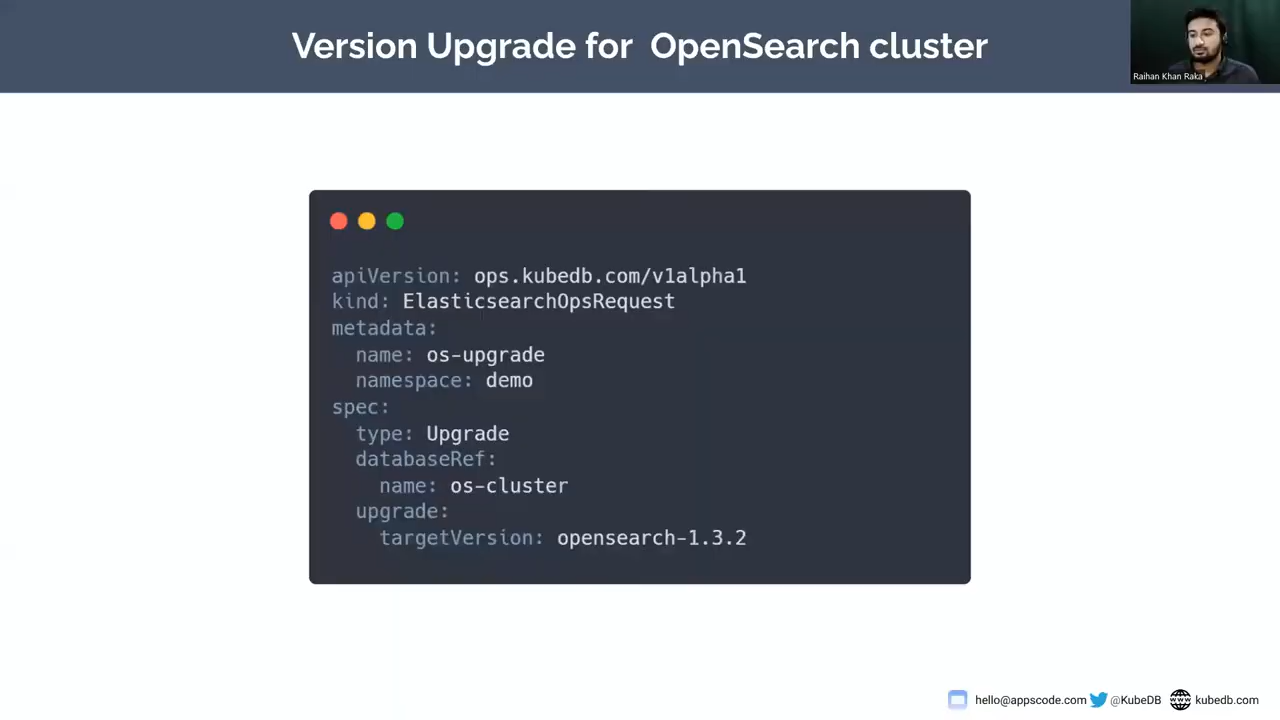 Version Upgrade for OpenSearch cluster
Raihan Khan Raka
apiVersion: ops.kubedb.com/v1alpha1
kind: ElasticsearchOpsRequest
metadata:
  name: os-upgrade
  namespace: demo
spec:
  type: Upgrade
  databaseRef:
    name: os-cluster
  upgrade:
    targetVersion: opensearch-1.3.2
hello@appscode.com @KubeDB kubedb.com